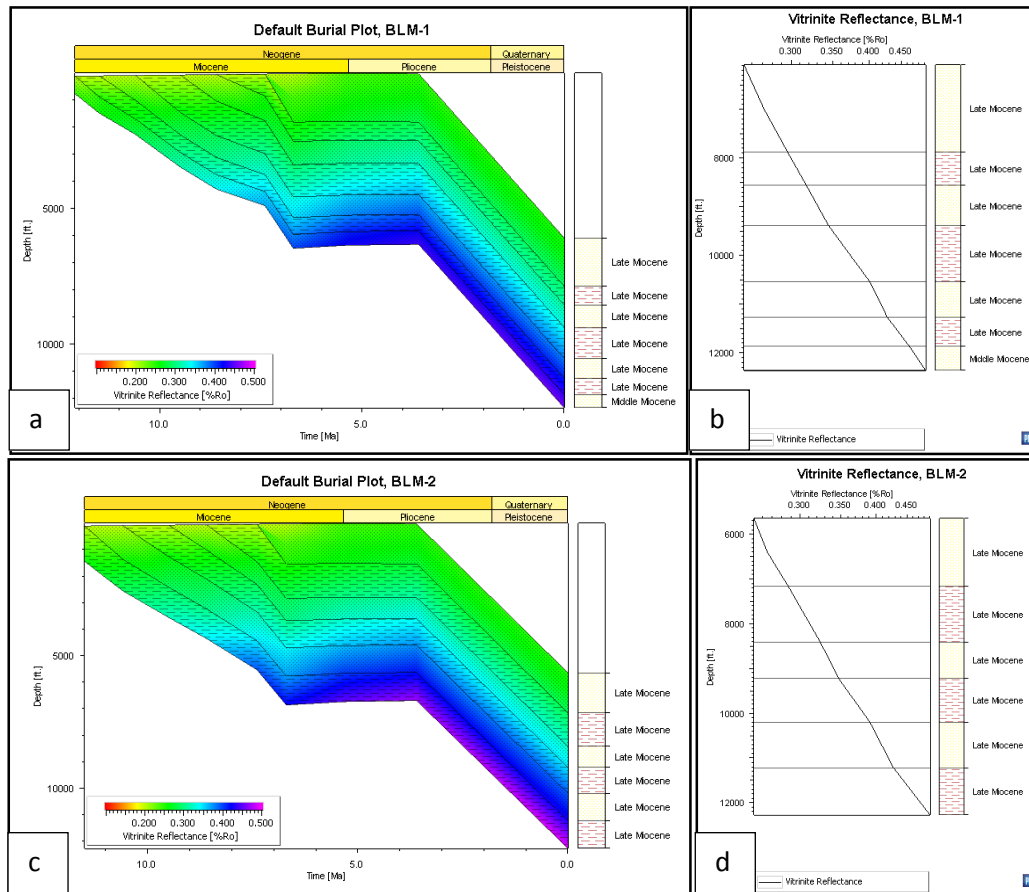 Default Burial Plot, BLM-1
Neogene Quaternary
Miocene Pliocene Pleistocene
5000
10000
Depth [ft.]
Late Miocene
Late Miocene
Late Miocene
Late Miocene
Late Miocene
Late Miocene
Middle Miocene
0.200 0.300 0.400 0.500
Vitrinite Reflectance [%Ro]
10.0 5.0 0.0
Time [Ma]
a
Vitrinite Reflectance, BLM-1
Vitrinite Reflectance [%Ro]
0.300 0.350 0.400 0.450
8000
10000
12000
Depth [ft.]
Late Miocene
Late Miocene
Late Miocene
Late Miocene
Late Miocene
Late Miocene
Middle Miocene
Vitrinite Reflectance
b
Default Burial Plot, BLM-2
Neogene Quaternary
Miocene Pliocene Pleistocene
5000
10000
Depth [ft.]
Late Miocene
Late Miocene
Late Miocene
Late Miocene
Late Miocene
Late Miocene
0.200 0.300 0.400 0.500
Vitrinite Reflectance [%Ro]
10.0 5.0 0.0
Time [Ma]
c
Vitrinite Reflectance, BLM-2
Vitrinite Reflectance [%Ro]
0.300 0.350 0.400 0.450
6000
8000
10000
12000
Depth [ft.]
Late Miocene
Late Miocene
Late Miocene
Late Miocene
Late Miocene
Late Miocene
Vitrinite Reflectance
d